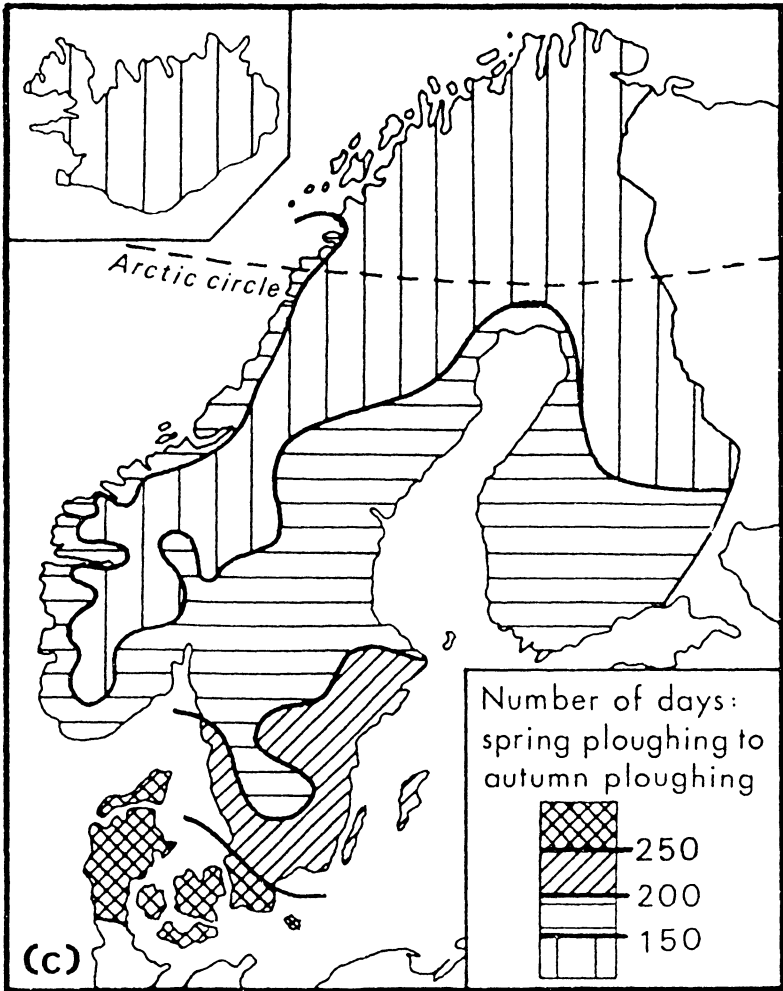 Arctic circle
Number of days:
spring ploughing to
autumn ploughing
250
200
150
(c)